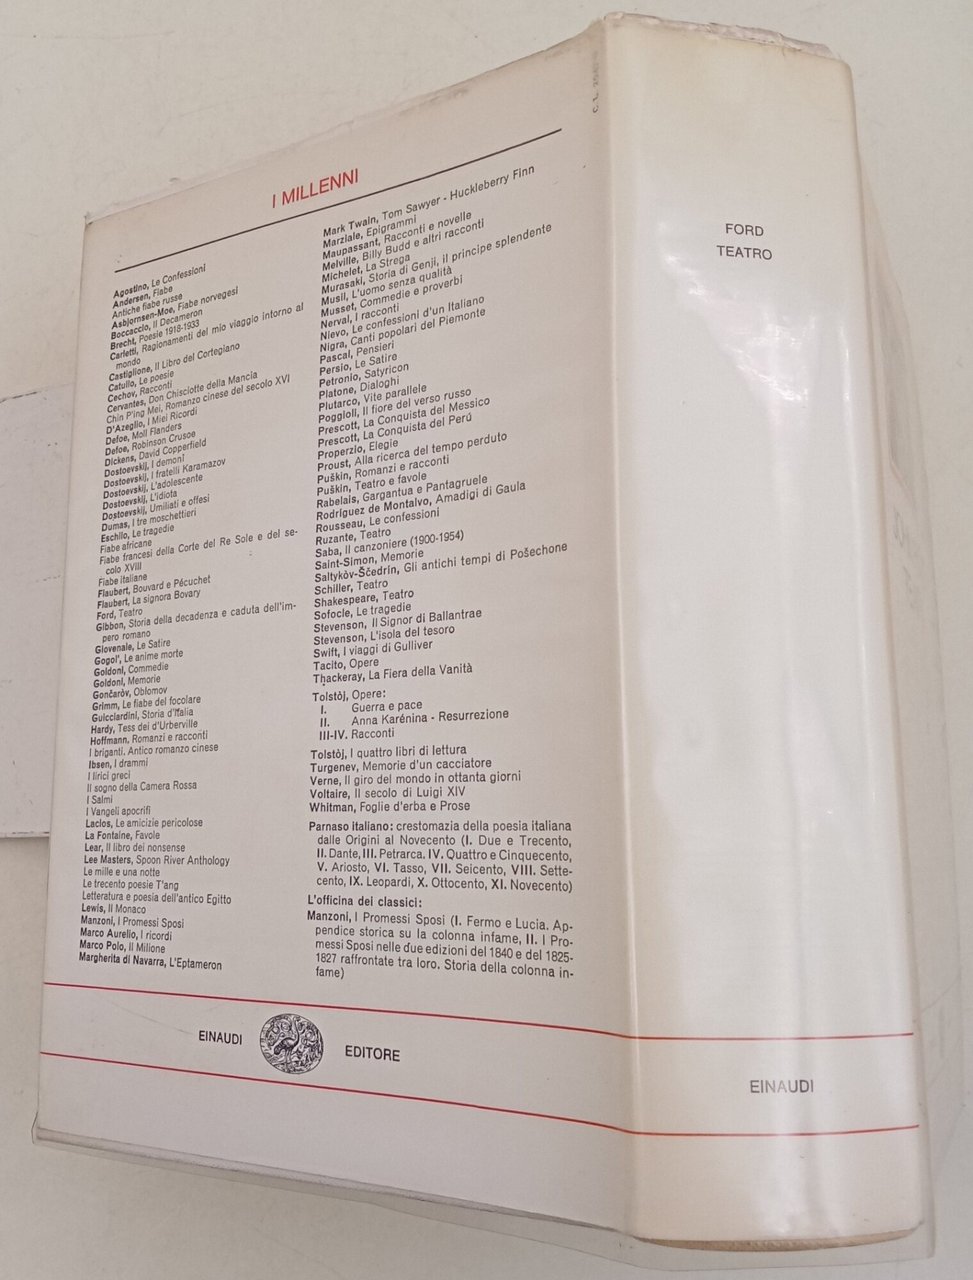 I MILLENNI
Agostino, Le Confessioni
Andersen, Fiabe
Antiche fiabe russe
Asbjornsen-Moe, Fiabe norvegesi
Boccaccio, Il Decameron
Brecht, Poesie 1918-1933
Carletti, Ragionamenti del mio viaggio intorno al
mondo
Castiglione, Il Libro del Cortegiano
Catullo, Le poesie
Cechov, Racconti
Cervantes, Don Chisciotte della Mancia
Chin P'ing Mei, Romanzo cinese del secolo XVI
D'Azeglio, I Miei Ricordi
Defoe, Moll Flanders
Defoe, Robinson Crusoe
Dickens, David Copperfield
Dostoevskij, I demoni
Dostoevskij, I fratelli Karamazov
Dostoevskij, L'adolescente
Dostoevskij, L'idiota
Dostoevskij, Umiliati e offesi
Dumas, I tre moschettieri
Eschilo, Le tragedie
Fiabe africane
Fiabe francesi della Corte del Re Sole e del se-
colo XVIII
Fiabe italiane
Flaubert, Bouvard e Pécuchet
Flaubert, La signora Bovary
Ford, Teatro
Gibbon, Storia della decadenza e caduta dell'im-
pero romano
Giovenale, Le Satire
Gogol', Le anime morte
Goldoni, Commedie
Goldoni, Memorie
Gončaròv, Oblomov
Grimm, Le fiabe del focolare
Guicciardini, Storia d'Italia
Hardy, Tess dei d'Urberville
Hoffmann, Romanzi e racconti
I briganti. Antico romanzo cinese
Ibsen, I drammi
I lirici greci
Il sogno della Camera Rossa
I Salmi
I Vangeli apocrifi
Laclos, Le amicizie pericolose
La Fontaine, Favole
Lear, Il libro dei nonsense
Lee Masters, Spoon River Anthology
Le mille e una notte
Le trecento poesie T'ang
Letteratura e poesia dell'antico Egitto
Lewis, Il Monaco
Manzoni, I Promessi Sposi
Marco Aurelio, I ricordi
Marco Polo, Il Milione
Margherita di Navarra, L'Eptameron
Mark Twain, Tom Sawyer - Huckleberry Finn
Marziale, Epigrammi
Maupassant, Racconti e novelle
Melville, Billy Budd e altri racconti
Michelet, La Strega
Murasaki, Storia di Genji, il principe splendente
Musil, L'uomo senza qualità
Musset, Commedie e proverbi
Nerval, I racconti
Nievo, Le confessioni d'un Italiano
Nigra, Canti popolari del Piemonte
Pascal, Pensieri
Persio, Le Satire
Petronio, Satyricon
Platone, Dialoghi
Plutarco, Vite parallele
Poggioli, Il fiore del verso russo
Prescott, La Conquista del Messico
Prescott, La Conquista del Perú
Properzio, Elegie
Proust, Alla ricerca del tempo perduto
Puškin, Romanzi e racconti
Puškin, Teatro e favole
Rabelais, Gargantua e Pantagruele
Rodríguez de Montalvo, Amadigi di Gaula
Rousseau, Le confessioni
Ruzante, Teatro
Saba, Il canzoniere (1900-1954)
Saint-Simon, Memorie
Saltykòv-Ščedrin, Gli antichi tempi di Pošechone
Schiller, Teatro
Shakespeare, Teatro
Sofocle, Le tragedie
Stevenson, Il Signor di Ballantrae
Stevenson, L'isola del tesoro
Swift, I viaggi di Gulliver
Tacito, Opere
Thackeray, La Fiera della Vanità
Tolstòj, Opere:
I. Guerra e pace
II. Anna Karénina - Resurrezione
III-IV. Racconti
Tolstòj, I quattro libri di lettura
Turgenev, Memorie d'un cacciatore
Verne, Il giro del mondo in ottanta giorni
Voltaire, Il secolo di Luigi XIV
Whitman, Foglie d'erba e Prose
Parnaso italiano: crestomazia della poesia italiana
dalle Origini al Novecento (I. Due e Trecento,
II. Dante, III. Petrarca. IV. Quattro e Cinquecento,
V. Ariosto, VI. Tasso, VII. Seicento, VIII. Sette-
cento, IX. Leopardi, X. Ottocento, XI. Novecento)
L'officina dei classici:
Manzoni, I Promessi Sposi (I. Fermo e Lucia. Ap-
pendice storica su la colonna infame, II. I Pro-
messi Sposi nelle due edizioni del 1840 e del 1825-
1827 raffrontate tra loro. Storia della colonna in-
fame)
EINAUDI EDITORE
FORD
TEATRO
EINAUDI